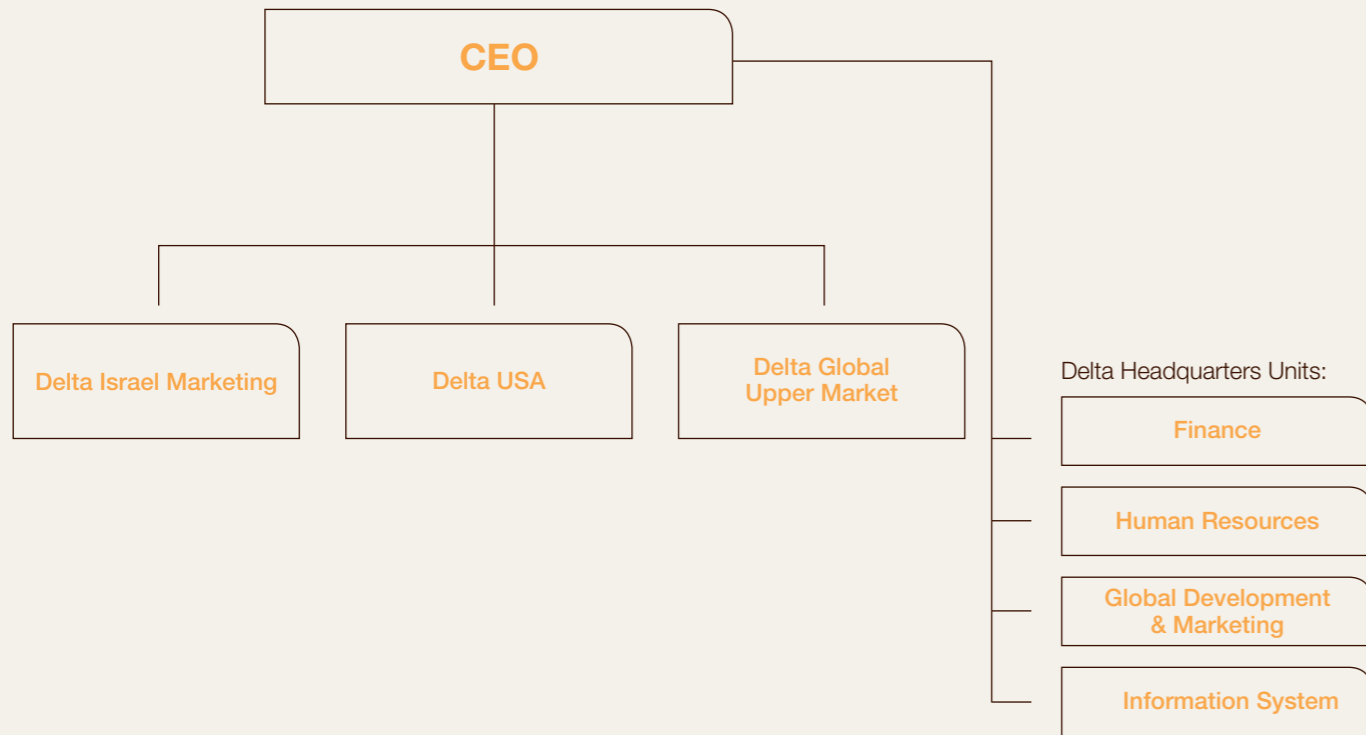 CEO
Delta Israel Marketing
Delta USA
Delta Global
Upper Market
Delta Headquarters Units:
Finance
Human Resources
Global Development
& Marketing
Information System